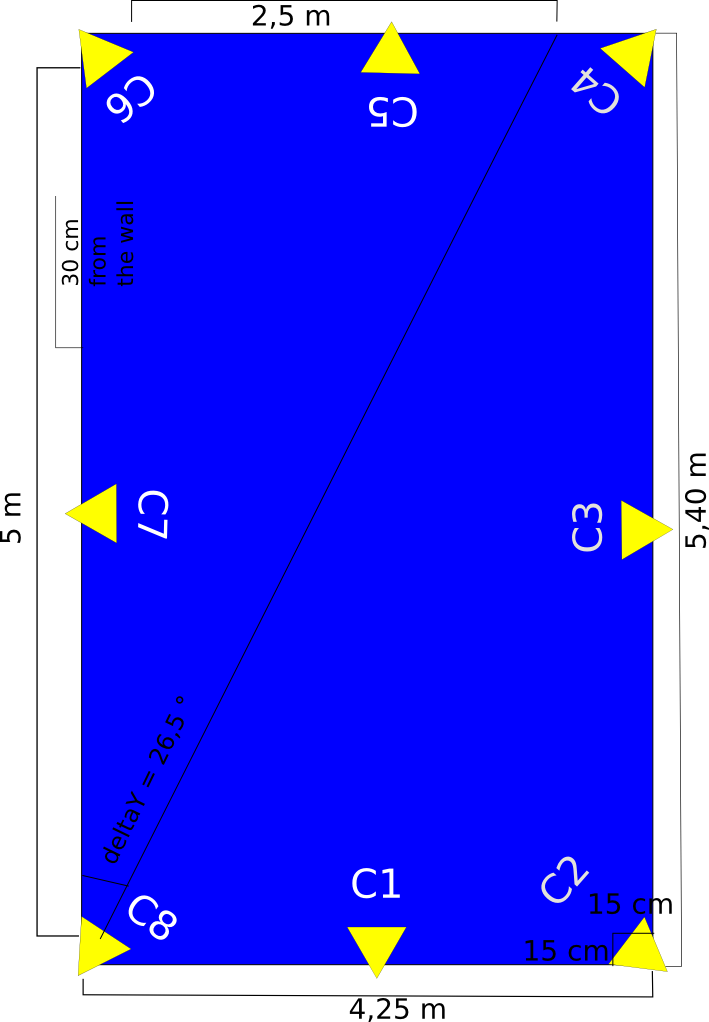 2,5 m
C6
C5
C4
30 cm
from
the wall
5 m
C7
C3
5,40 m
deltaY = 26,5 °
C8
C1
C2
15 cm
15 cm
4,25 m